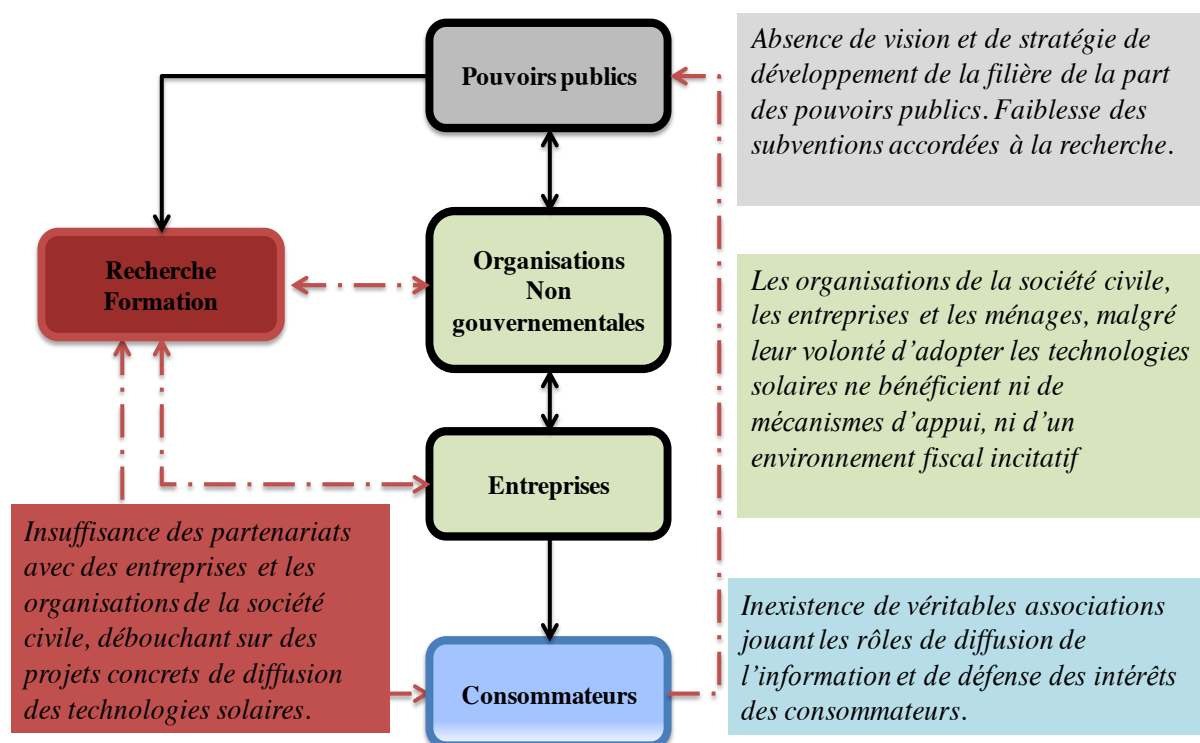 Pouvoirs publics
Absence de vision et de stratégie de
développement de la filière de la part
des pouvoirs publics. Faiblesse des
subventions accordées à la recherche.
Recherche
Formation
Organisations
Non
gouvernementales
Les organisations de la société civile,
les entreprises et les ménages, malgré
leur volonté d’adopter les technologies
solaires ne bénéficient ni de
mécanismes d’appui, ni d’un
environnement fiscal incitatif
Entreprises
Insuffisance des partenariats
avec des entreprises et les
organisations de la société
civile, débouchant sur des
projets concrets de diffusion
des technologies solaires.
Consommateurs
Inexistence de véritables associations
jouant les rôles de diffusion de
l’information et de défense des intérêts
des consommateurs.